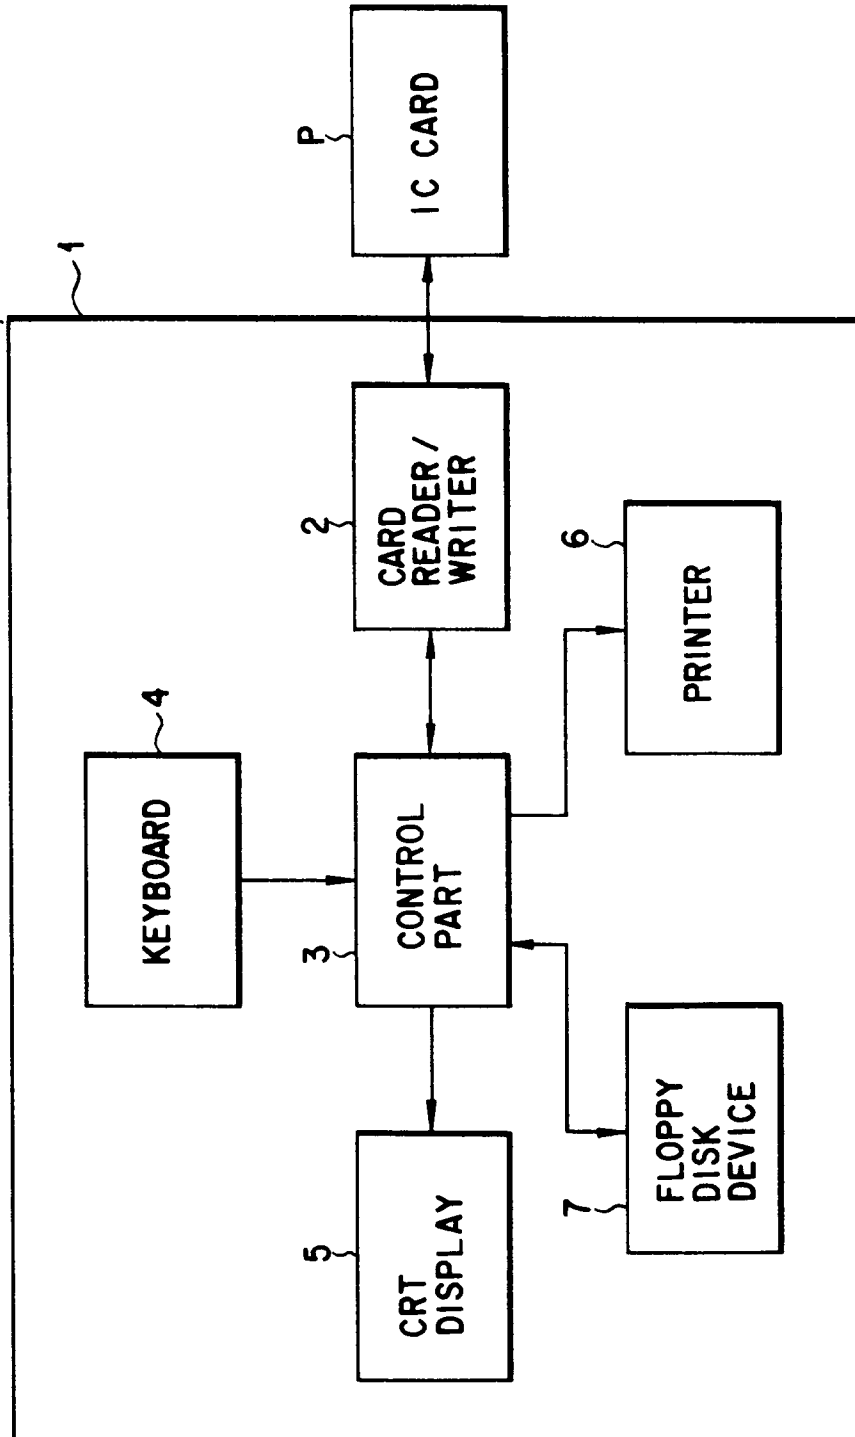 5
CRT
DISPLAY
KEYBOARD
4
3
CONTROL
PART
2
CARD
READER/
WRITER
1
P
IC CARD
7
FLOPPY
DISK
DEVICE
6
PRINTER